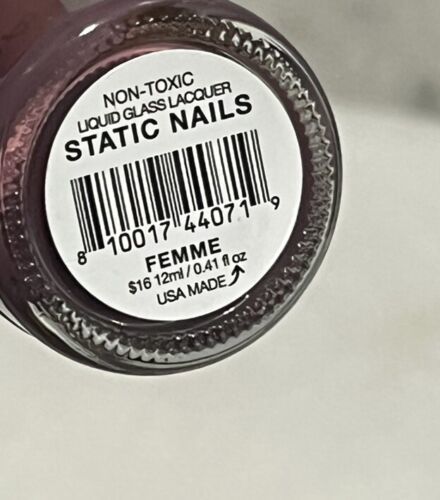 NON-TOXIC
LIQUID GLASS LACQUER
STATIC NAILS
8 10017 44071 9
FEMME
$16 12ml / 0.41 fl oz
USA MADE